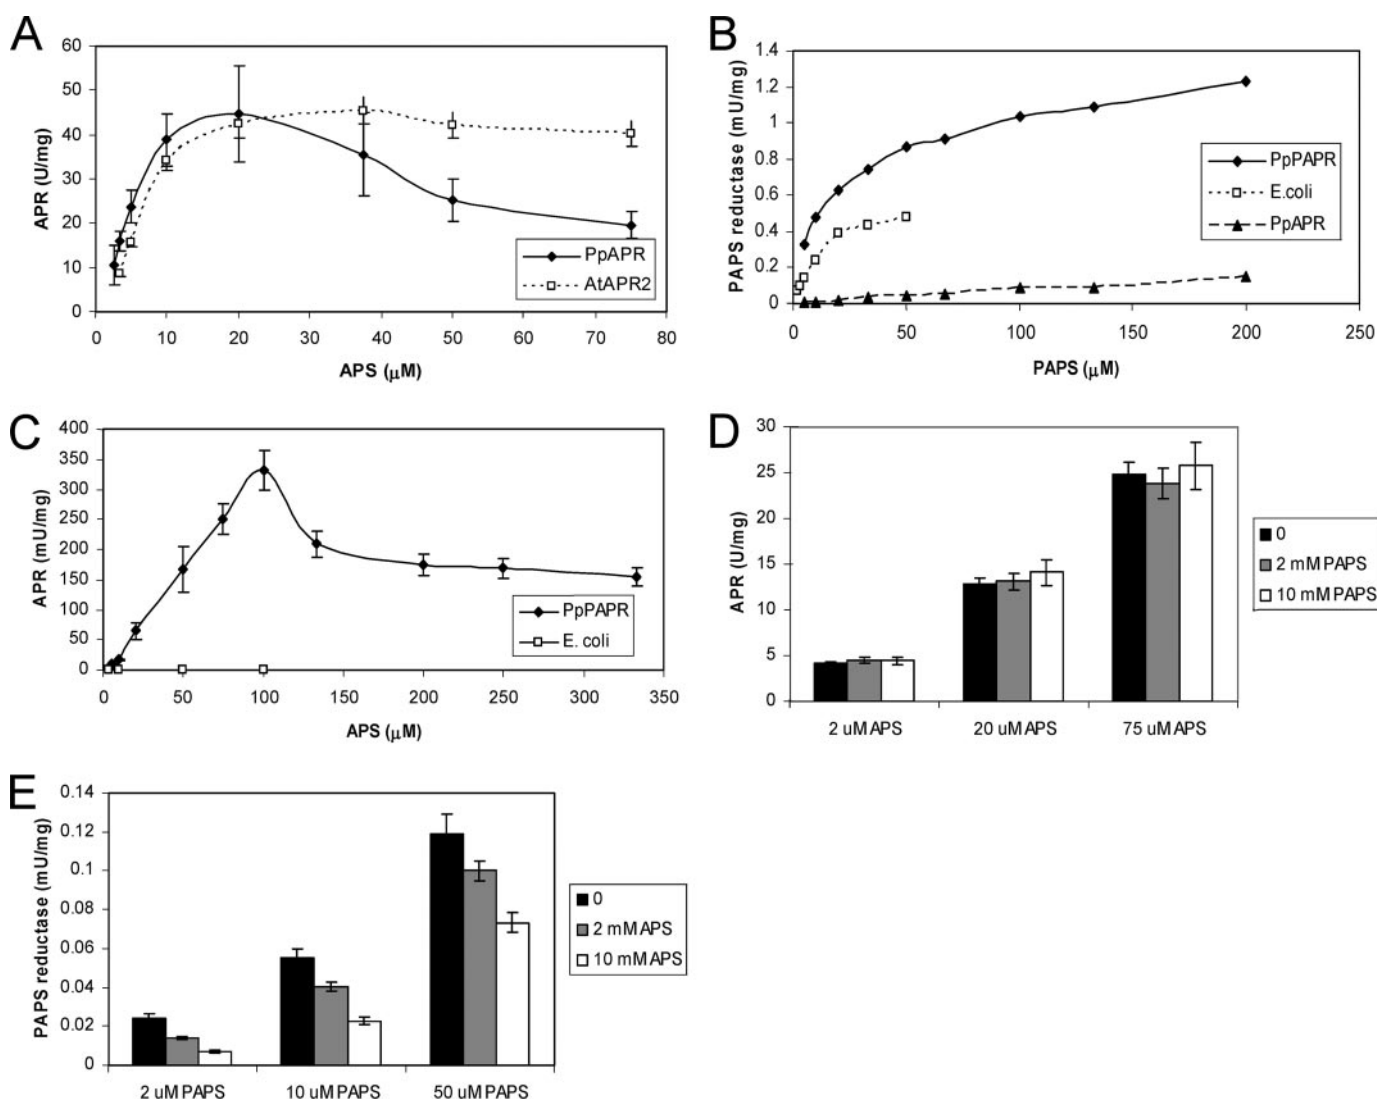 A
60
50
40
30
20
10
0
APR (U/mg)
0 10 20 30 40 50 60 70 80
APS (μM)
PpAPR
AtAPR2
B
1.4
1.2
1
0.8
0.6
0.4
0.2
0
PAPS reductase (mU/mg)
0 50 100 150 200 250
PAPS (μM)
PpPAPR
E.coli
PpAPR
C
400
350
300
250
200
150
100
50
0
APR (mU/mg)
0 50 100 150 200 250 300 350
APS (μM)
PpPAPR
E. coli
D
30
25
20
15
10
5
0
APR (U/mg)
2 uM APS 20 uM APS 75 uM APS
0
2 mM PAPS
10 mM PAPS
E
0.14
0.12
0.1
0.08
0.06
0.04
0.02
0
PAPS reductase (mU/mg)
2 uM PAPS 10 uM PAPS 50 uM PAPS
0
2 mM APS
10 mM APS